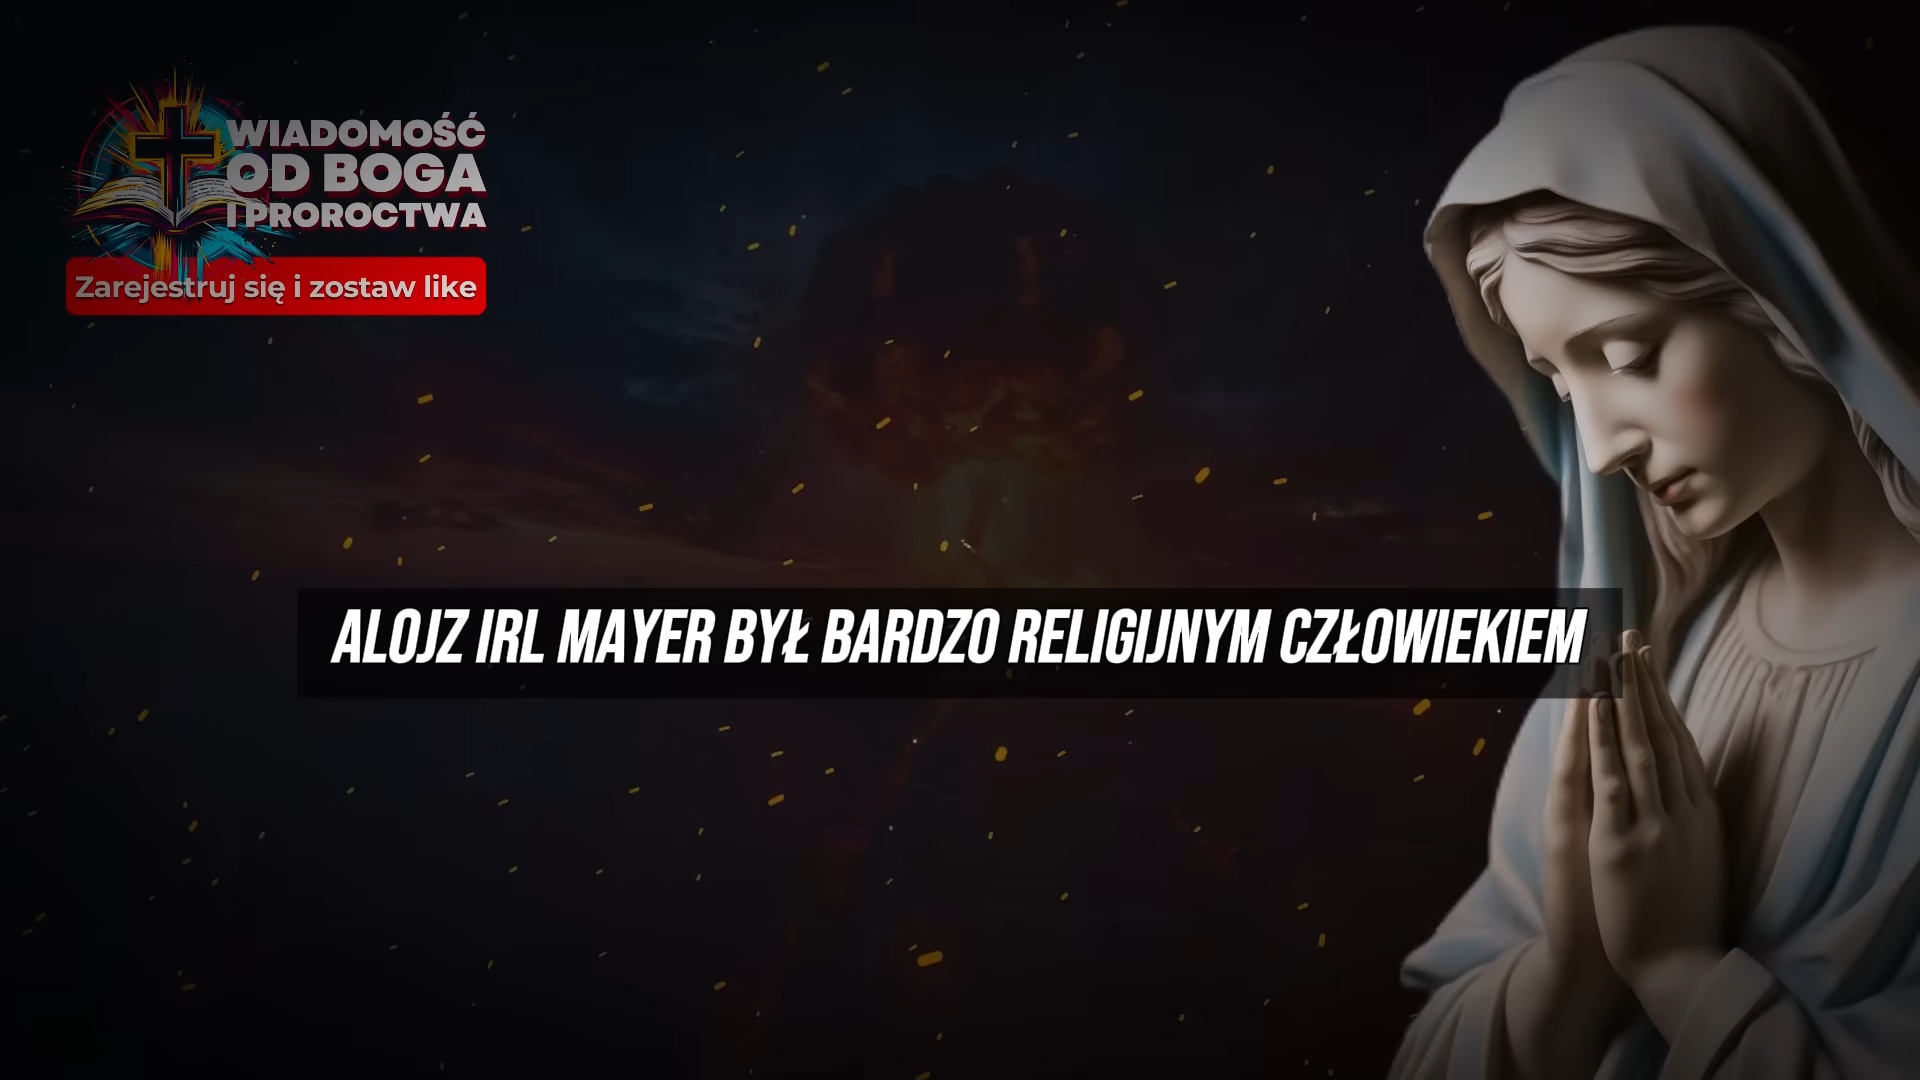 WIADOMOŚĆ
OD BOGA
I PROROCTWA
Zarejestruj się i zostaw like
ALOJZ IRL MAYER BYŁ BARDZO RELIGIJNYM CZŁOWIEKIEM